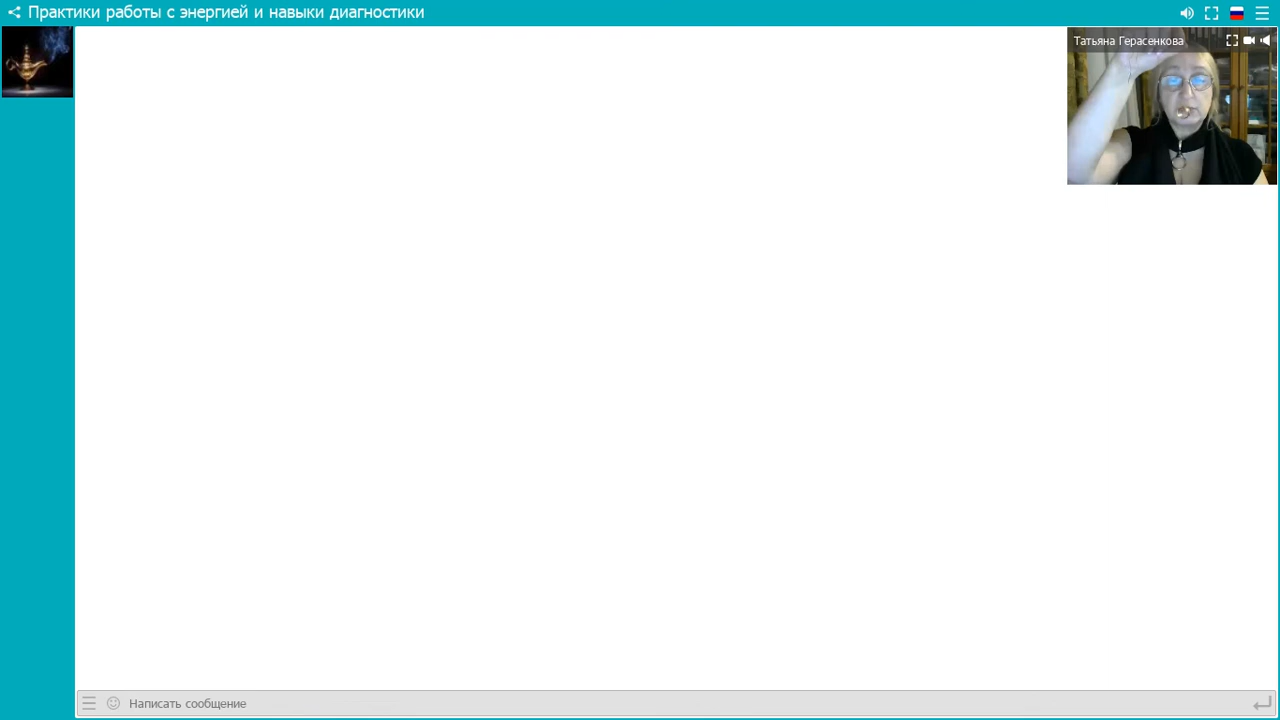 Практики работы с энергией и навыки диагностики
Татьяна Герасенкова
Написать сообщение